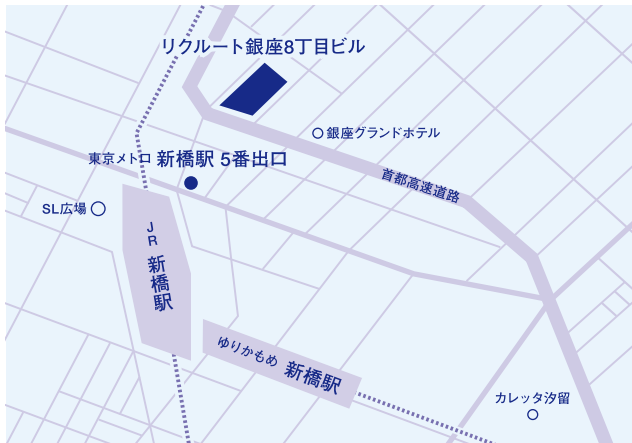 リクルート銀座8丁目ビル
銀座グランドホテル
東京メトロ 新橋駅 5番出口
首都高速道路
SL広場
JR 新橋駅
ゆりかもめ 新橋駅
カレッタ汐留